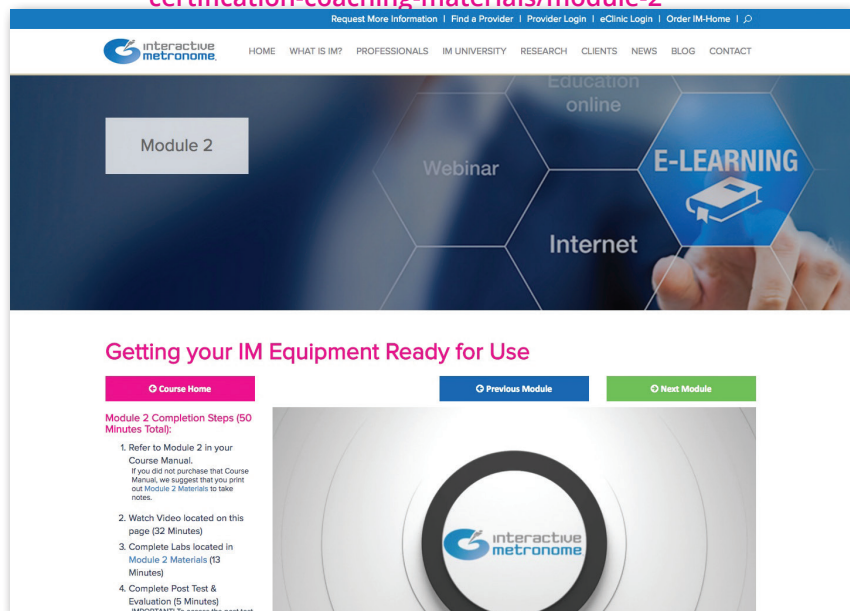 certification-coaching-materials/module-2
Request More Information | Find a Provider | Provider Login | eClinic Login | Order IM-Home |
interactive
metronome.
HOME WHAT IS IM? PROFESSIONALS IM UNIVERSITY RESEARCH CLIENTS NEWS BLOG CONTACT
Module 2
Education
online
Webinar
E-LEARNING
Internet
Getting your IM Equipment Ready for Use
Course Home
Previous Module
Next Module
Module 2 Completion Steps (50
Minutes Total):
1. Refer to Module 2 in your
Course Manual.
If you did not purchase that Course
Manual, we suggest that you print
out Module 2 Materials to take
notes.
2. Watch Video located on this
page (32 Minutes)
3. Complete Labs located in
Module 2 Materials (13
Minutes)
4. Complete Post Test &
Evaluation (5 Minutes)
IMPORTANT! To access the post test
interactive
metronome